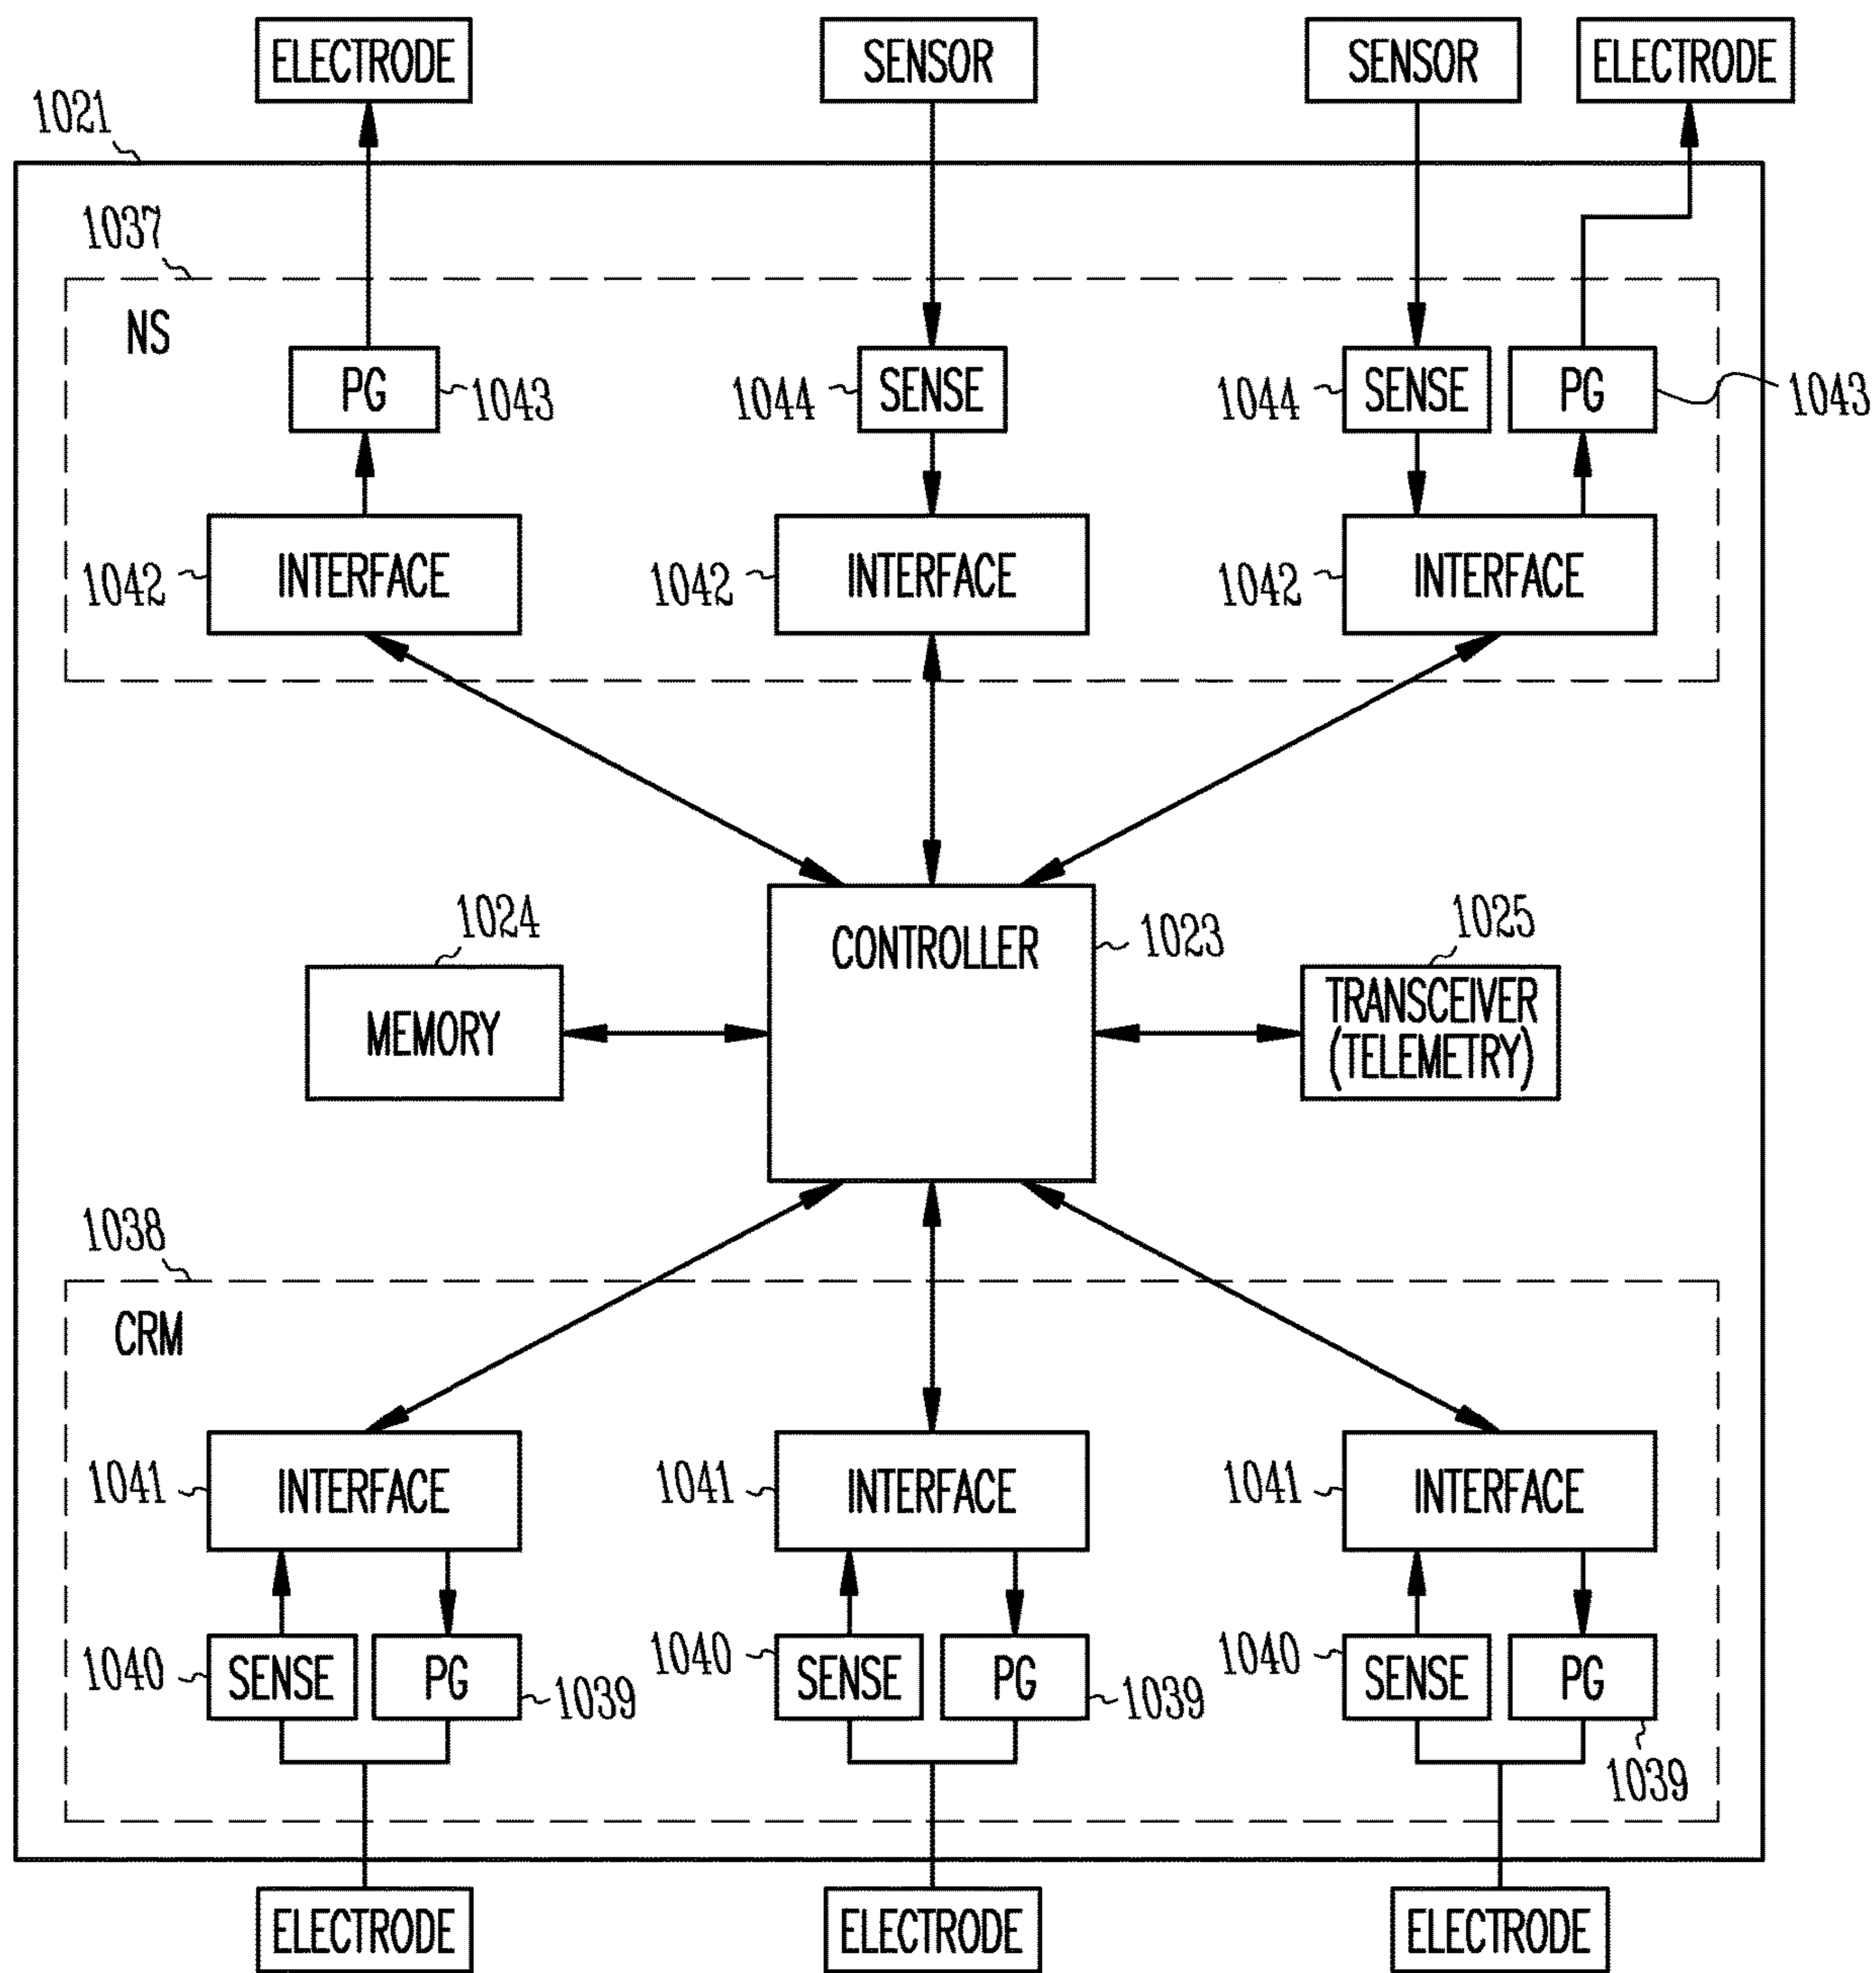 ELECTRODE
SENSOR
SENSOR
ELECTRODE
1021
1037
NS
PG
1043
1044
SENSE
1044
SENSE
PG
1043
1042
INTERFACE
1042
INTERFACE
1042
INTERFACE
1024
MEMORY
CONTROLLER
1023
1025
TRANSCEIVER
(TELEMETRY)
1038
CRM
1041
INTERFACE
1041
INTERFACE
1041
INTERFACE
1040
SENSE
PG
1039
1040
SENSE
PG
1039
1040
SENSE
PG
1039
ELECTRODE
ELECTRODE
ELECTRODE